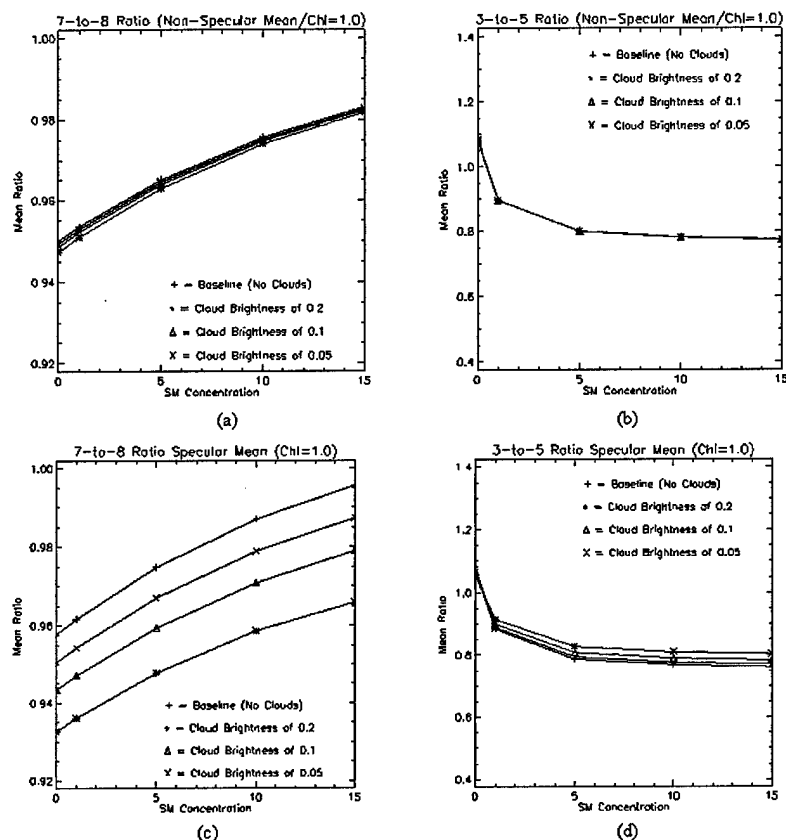 7-to-8 Ratio (Non-Specular Mean/Chl=1.0)
1.00
0.98
0.96
0.94
0.92
Mean Ratio
+ - Baseline (No Clouds)
= Cloud Brightness of 0.2
△ = Cloud Brightness of 0.1
× = Cloud Brightness of 0.05
0 5 10 15
SM Concentration
(a)
3-to-5 Ratio (Non-Specular Mean/Chl=1.0)
1.4
1.2
1.0
0.8
0.6
0.4
Mean Ratio
+ - Baseline (No Clouds)
= Cloud Brightness of 0.2
△ = Cloud Brightness of 0.1
× = Cloud Brightness of 0.05
0 5 10 15
SM Concentration
(b)
7-to-8 Ratio Specular Mean (Chl=1.0)
1.00
0.98
0.96
0.94
0.92
Mean Ratio
+ - Baseline (No Clouds)
• - Cloud Brightness of 0.2
△ = Cloud Brightness of 0.1
× = Cloud Brightness of 0.05
0 5 10 15
SM Concentration
(c)
3-to-5 Ratio Specular Mean (Chl=1.0)
1.4
1.2
1.0
0.8
0.6
0.4
Mean Ratio
+ - Baseline (No Clouds)
• - Cloud Brightness of 0.2
△ = Cloud Brightness of 0.1
× = Cloud Brightness of 0.05
0 5 10 15
SM Concentration
(d)